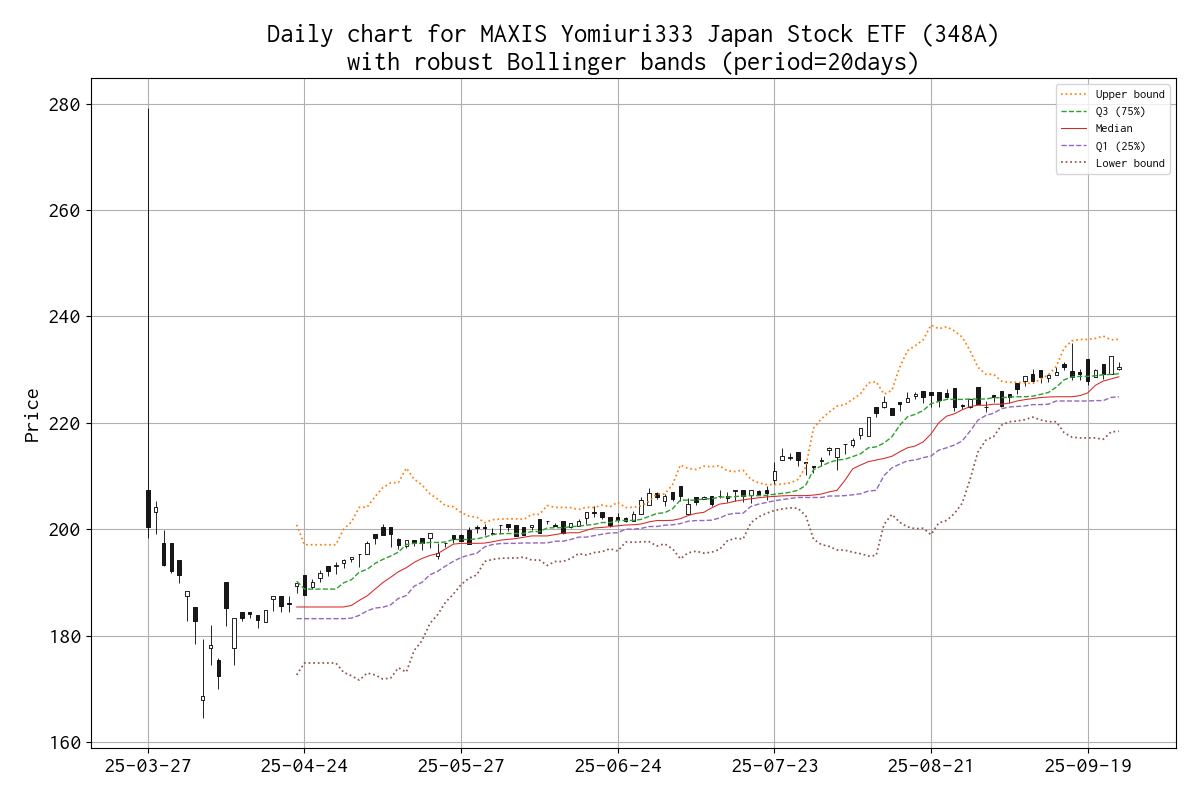 Daily chart for MAXIS Yomiuri333 Japan Stock ETF (348A)
with robust Bollinger bands (period=20days)
Upper bound
Q3 (75%)
Median
Q1 (25%)
Lower bound
Price
280
260
240
220
200
180
160
25-03-27
25-04-24
25-05-27
25-06-24
25-07-23
25-08-21
25-09-19